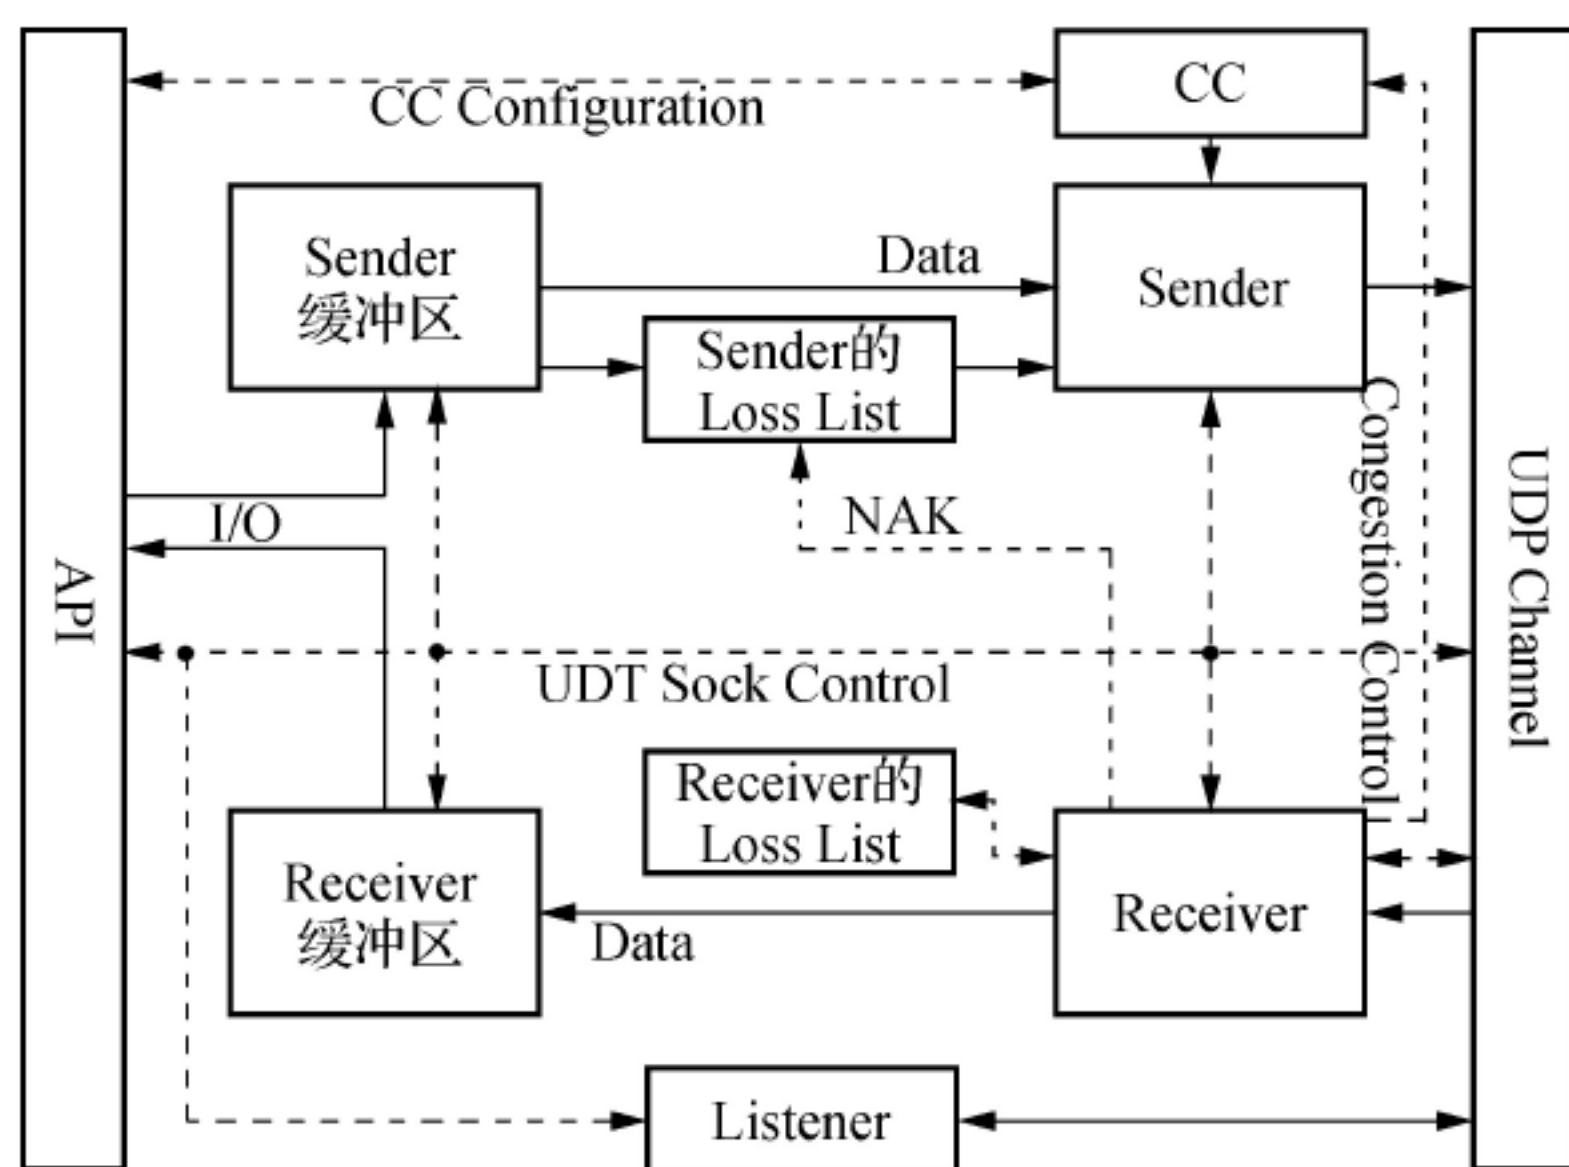 CC
CC Configuration
Sender
缓冲区
Data
Sender
Sender的
Loss List
I/O
NAK
API
UDT Sock Control
Congestion Control
UDP Channel
Receiver的
Loss List
Receiver
缓冲区
Data
Receiver
Listener